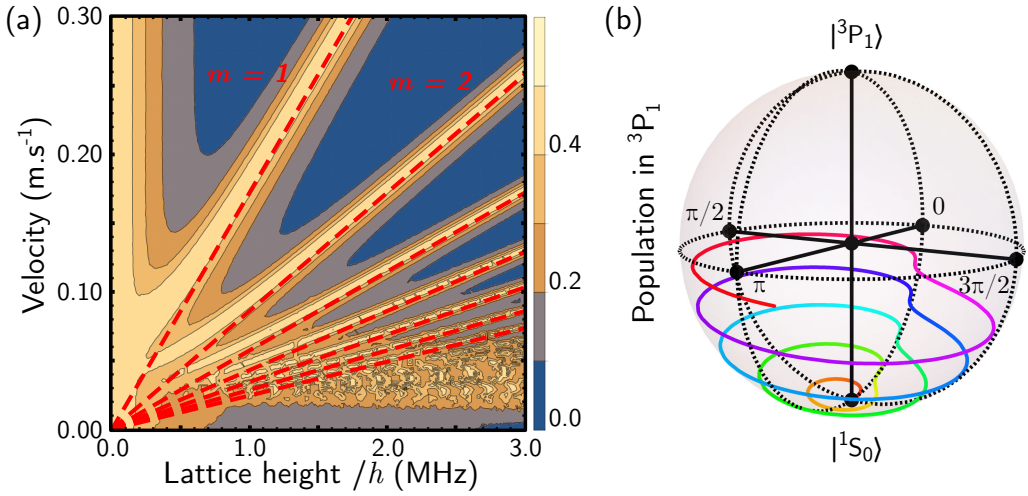 (a)
0.30
0.20
0.10
0.00
Velocity (m.s⁻¹)
m = 1
m = 2
0.0
1.0
2.0
3.0
Lattice height /h (MHz)
0.4
0.2
0.0
Population in ³P₁
(b)
|³P₁⟩
π/2
0
π
3π/2
|¹S₀⟩